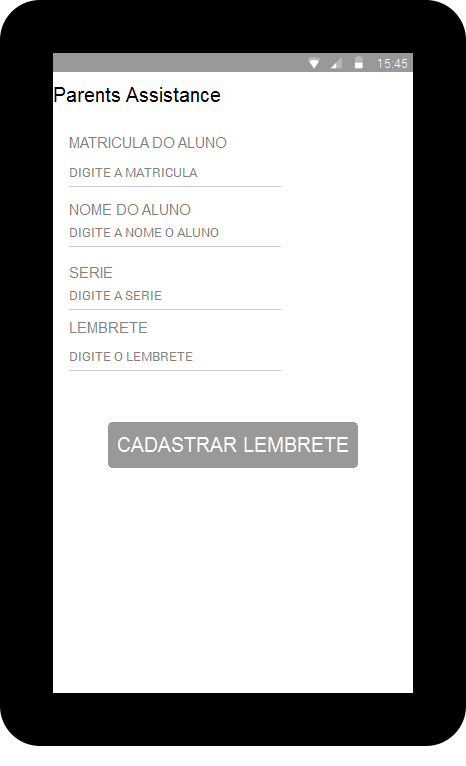 15:45
Parents Assistance
MATRICULA DO ALUNO
DIGITE A MATRICULA
NOME DO ALUNO
DIGITE A NOME O ALUNO
SERIE
DIGITE A SERIE
LEMBRETE
DIGITE O LEMBRETE
CADASTRAR LEMBRETE